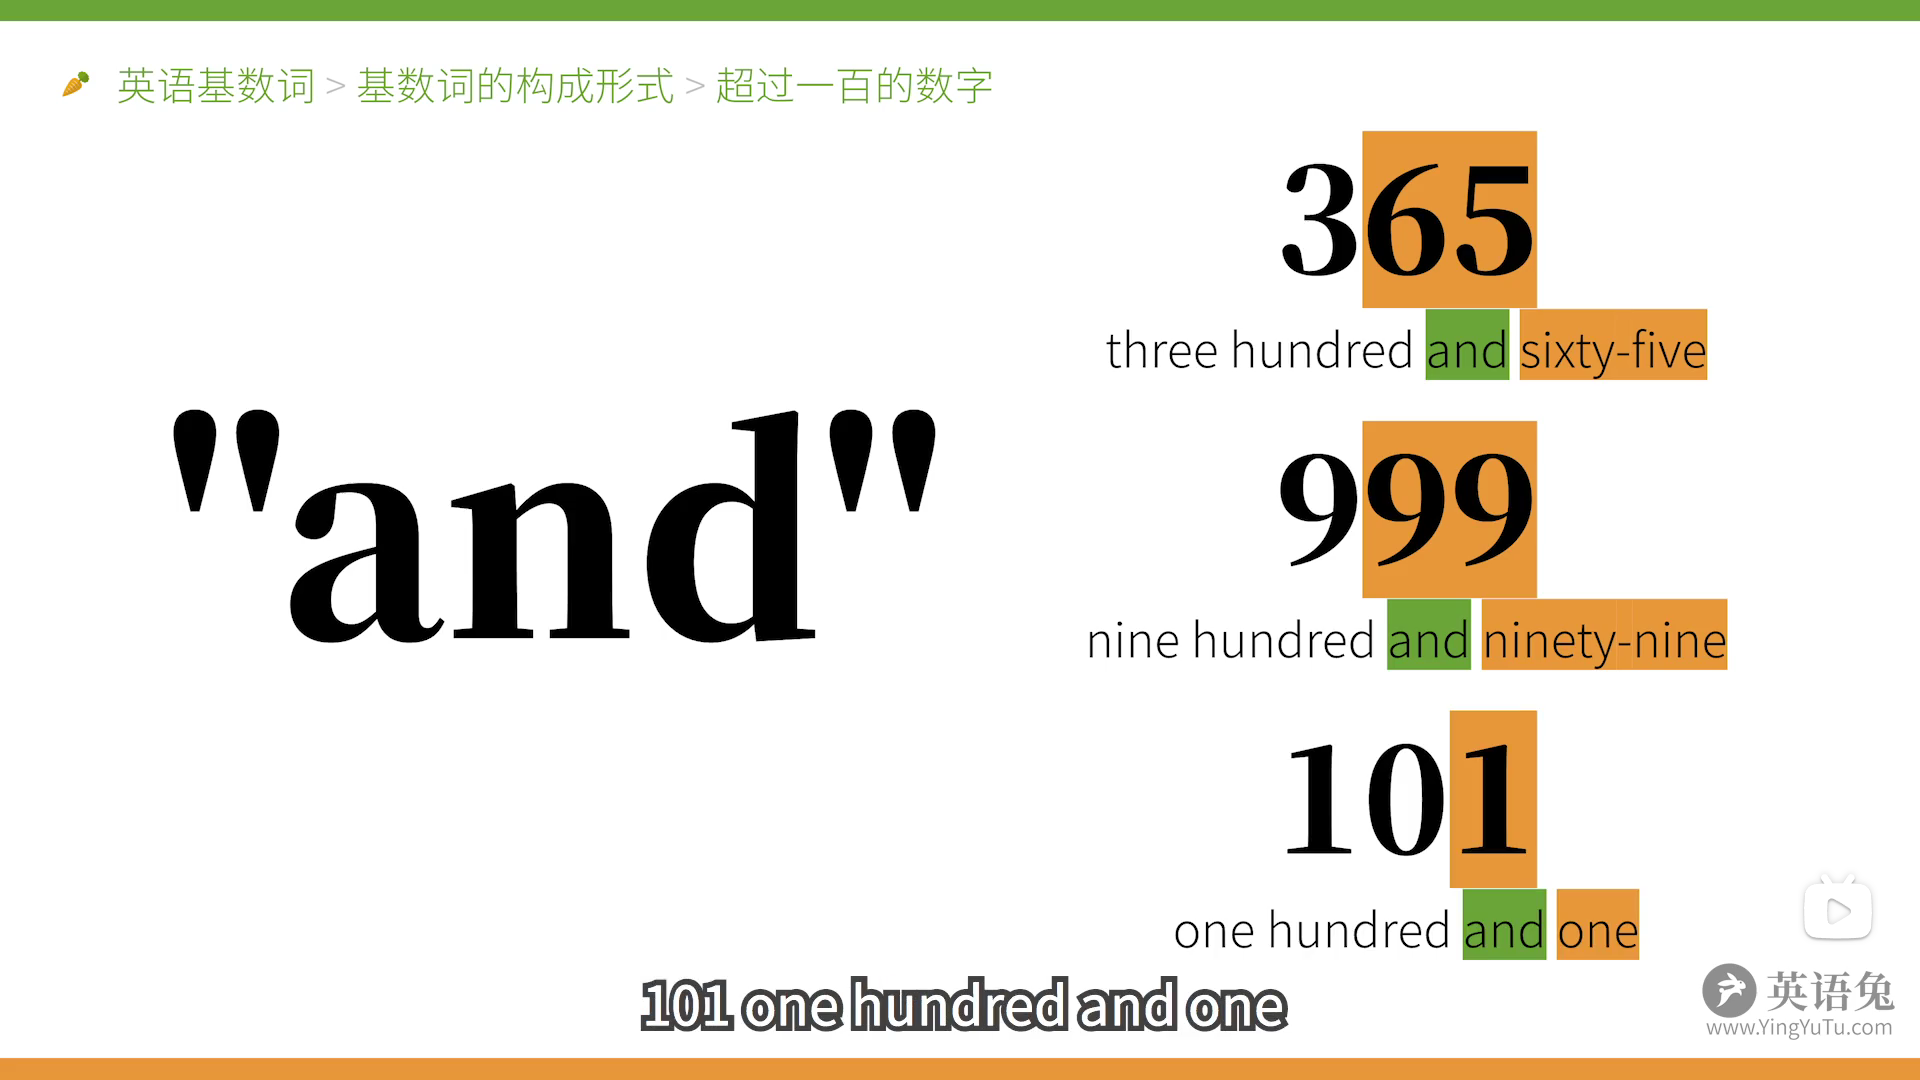 英语基数词 > 基数词的构成形式 > 超过一百的数字
"and"
365
three hundred and sixty-five
999
nine hundred and ninety-nine
101
one hundred and one
101 one hundred and one
英语兔
www.YingYuTu.com